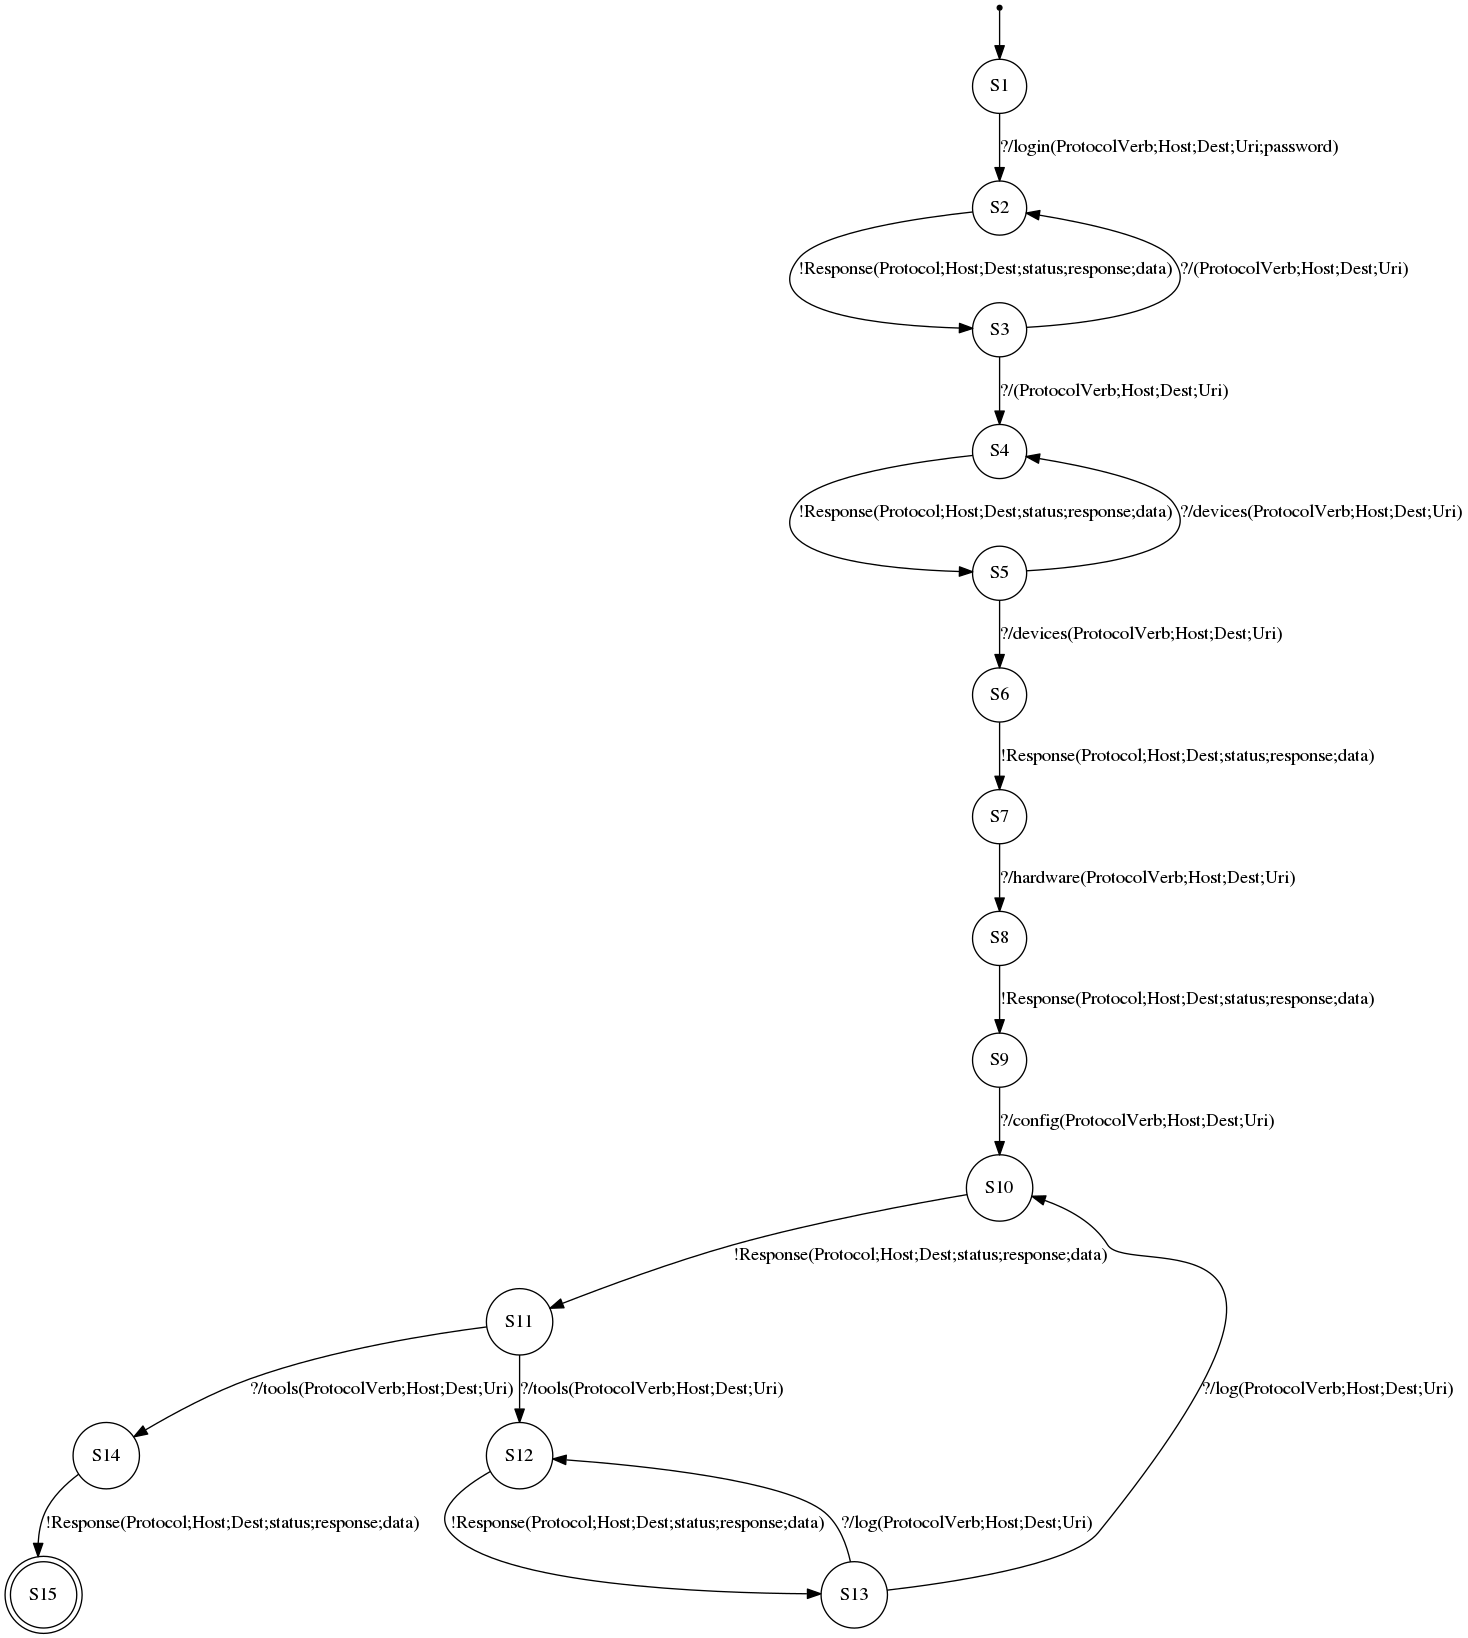 S1
?/login(ProtocolVerb;Host;Dest;Uri;password)
S2
!Response(Protocol;Host;Dest;status;response;data)
?/(ProtocolVerb;Host;Dest;Uri)
S3
?/(ProtocolVerb;Host;Dest;Uri)
S4
!Response(Protocol;Host;Dest;status;response;data)
?/devices(ProtocolVerb;Host;Dest;Uri)
S5
?/devices(ProtocolVerb;Host;Dest;Uri)
S6
!Response(Protocol;Host;Dest;status;response;data)
S7
?/hardware(ProtocolVerb;Host;Dest;Uri)
S8
!Response(Protocol;Host;Dest;status;response;data)
S9
?/config(ProtocolVerb;Host;Dest;Uri)
S10
!Response(Protocol;Host;Dest;status;response;data)
S11
?/tools(ProtocolVerb;Host;Dest;Uri)
?/tools(ProtocolVerb;Host;Dest;Uri)
?/log(ProtocolVerb;Host;Dest;Uri)
S14
S12
!Response(Protocol;Host;Dest;status;response;data)
!Response(Protocol;Host;Dest;status;response;data)
?/log(ProtocolVerb;Host;Dest;Uri)
S15
S13